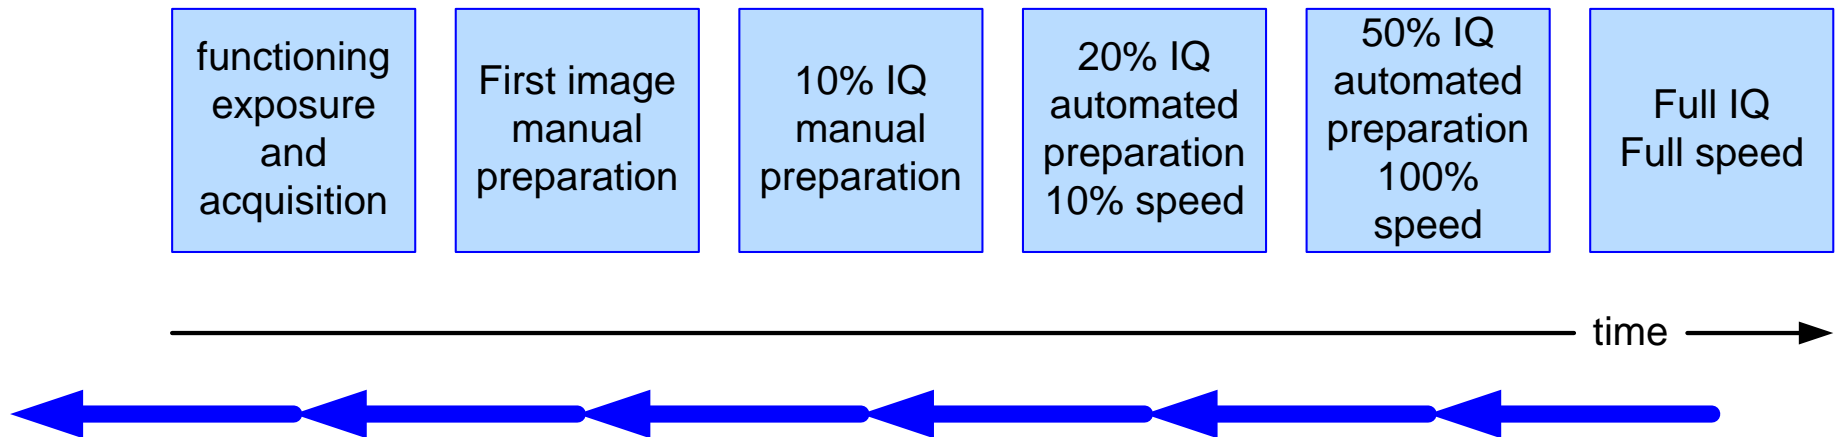 functioning
exposure
and
acquisition
First image
manual
preparation
10% IQ
manual
preparation
20% IQ
automated
preparation
10% speed
50% IQ
automated
preparation
100%
speed
Full IQ
Full speed
time